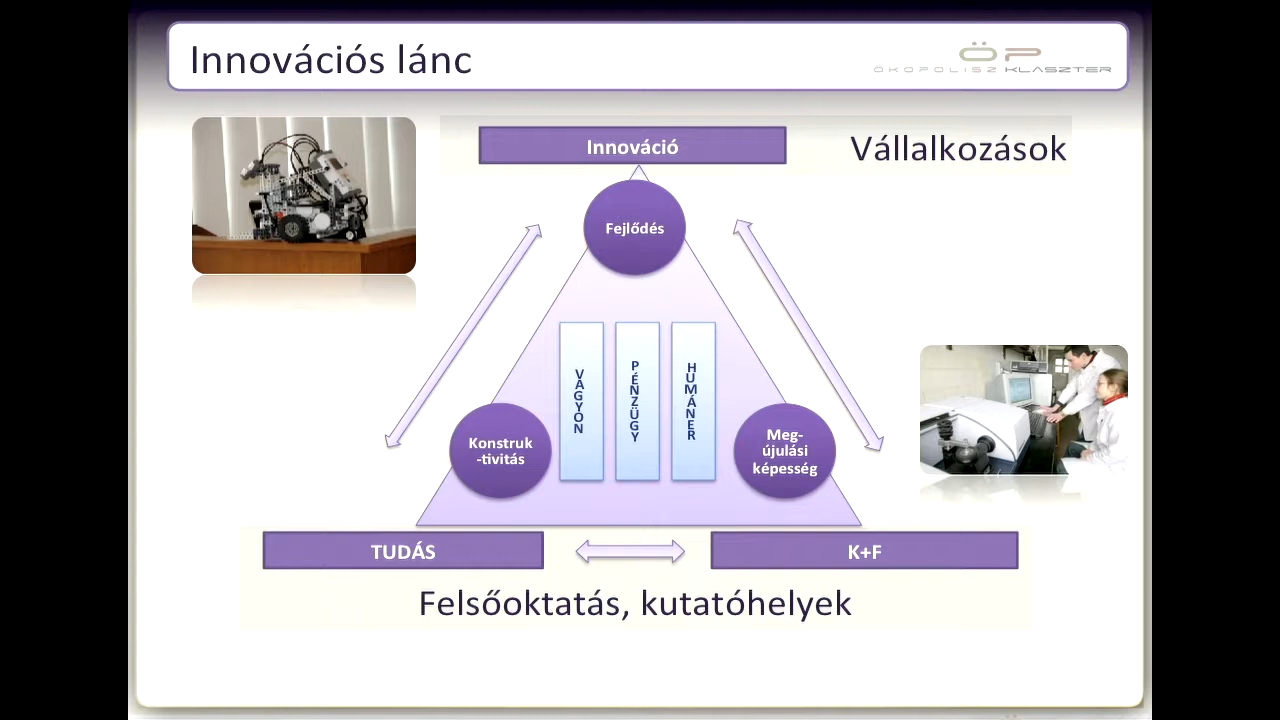 Innovációs lánc
ÖP
ÖKOPOLISZ KLASZTER
Innováció
Vállalkozások
Fejlődés
VAGYON
PÉNZÜGY
HUMÁNER
Konstruk
-tivitás
Meg-
újulási
képesség
TUDÁS
K+F
Felsőoktatás, kutatóhelyek